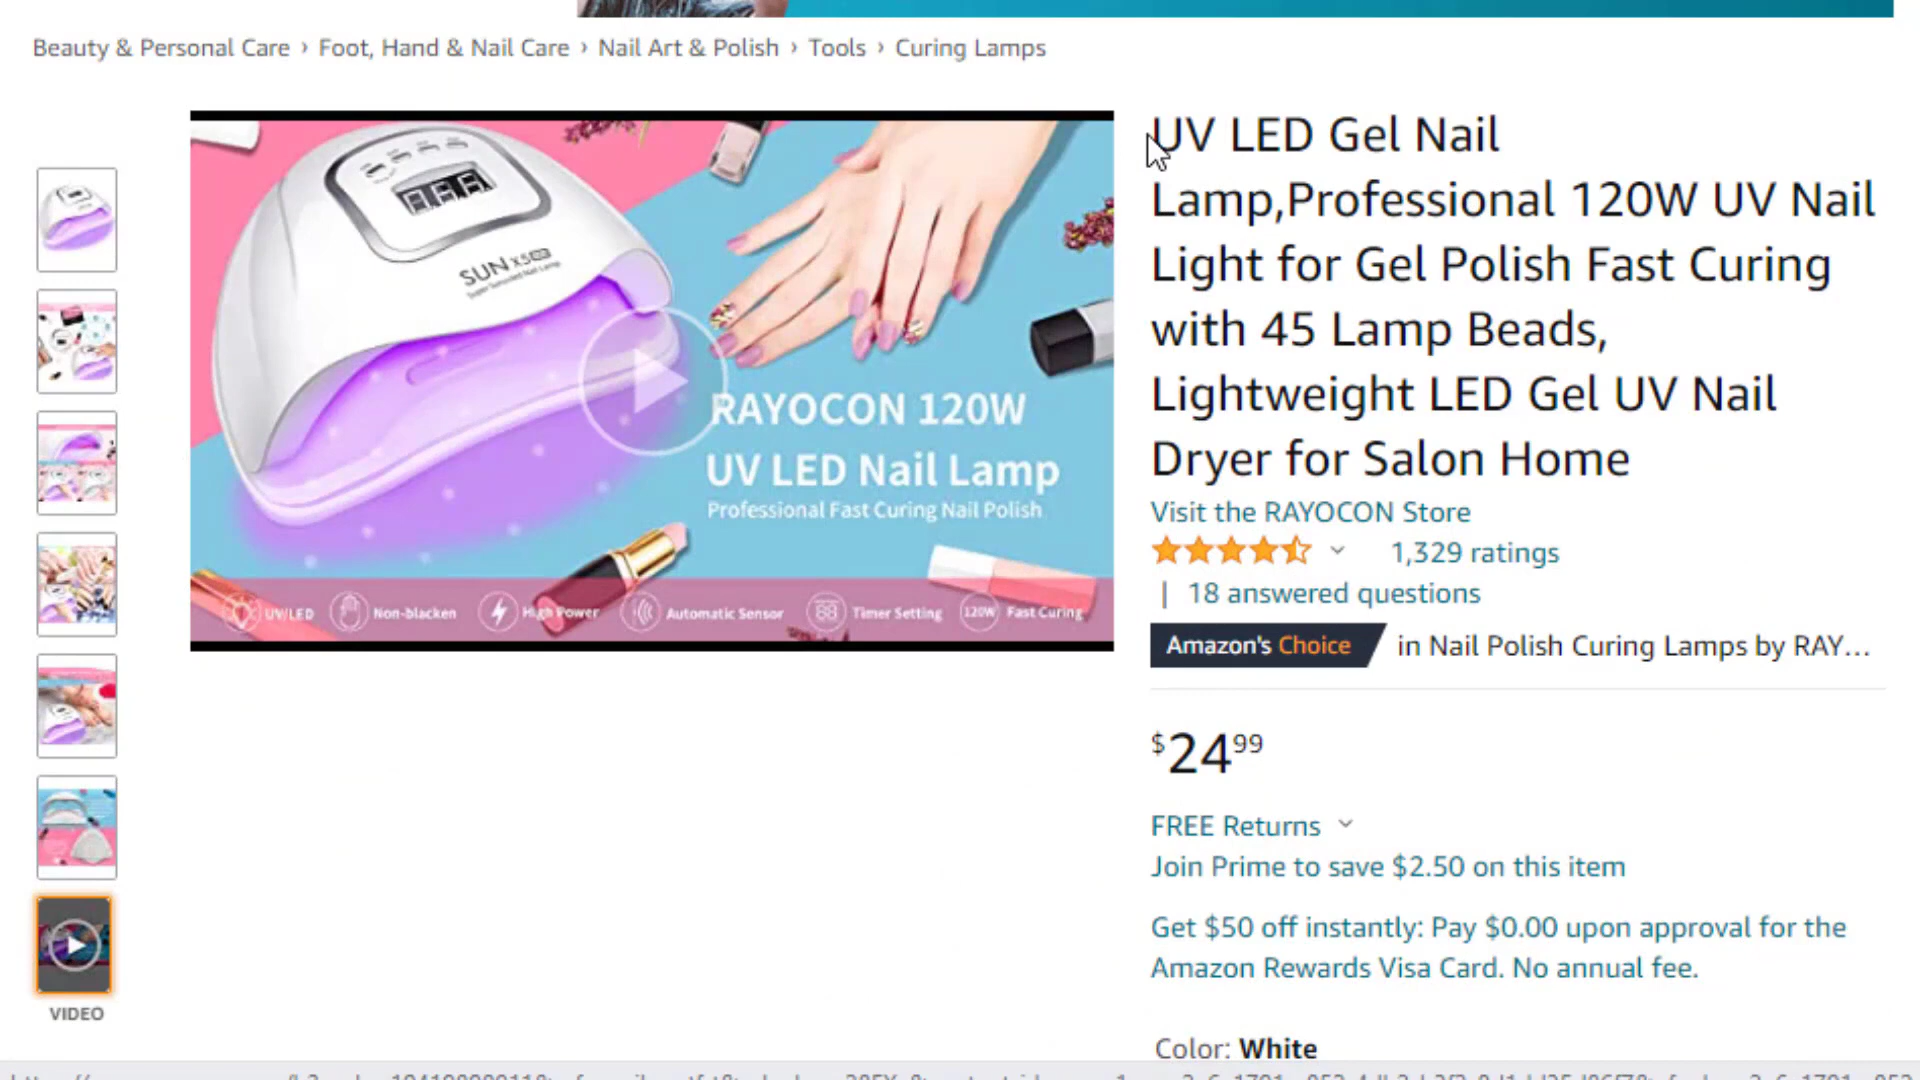 Beauty & Personal Care › Foot, Hand & Nail Care › Nail Art & Polish › Tools › Curing Lamps
UV LED Gel Nail
Lamp,Professional 120W UV Nail
Light for Gel Polish Fast Curing
with 45 Lamp Beads,
Lightweight LED Gel UV Nail
Dryer for Salon Home
Visit the RAYOCON Store
1,329 ratings
| 18 answered questions
Amazon's Choice in Nail Polish Curing Lamps by RAY...
$24 99
FREE Returns
Join Prime to save $2.50 on this item
Get $50 off instantly: Pay $0.00 upon approval for the
Amazon Rewards Visa Card. No annual fee.
Color: White
SUN X5
RAYOCON 120W
UV LED Nail Lamp
Professional Fast Curing Nail Polish
UV/LED Non-blacken High Power Automatic Sensor 88 Timer Setting 120W Fast Curing
VIDEO